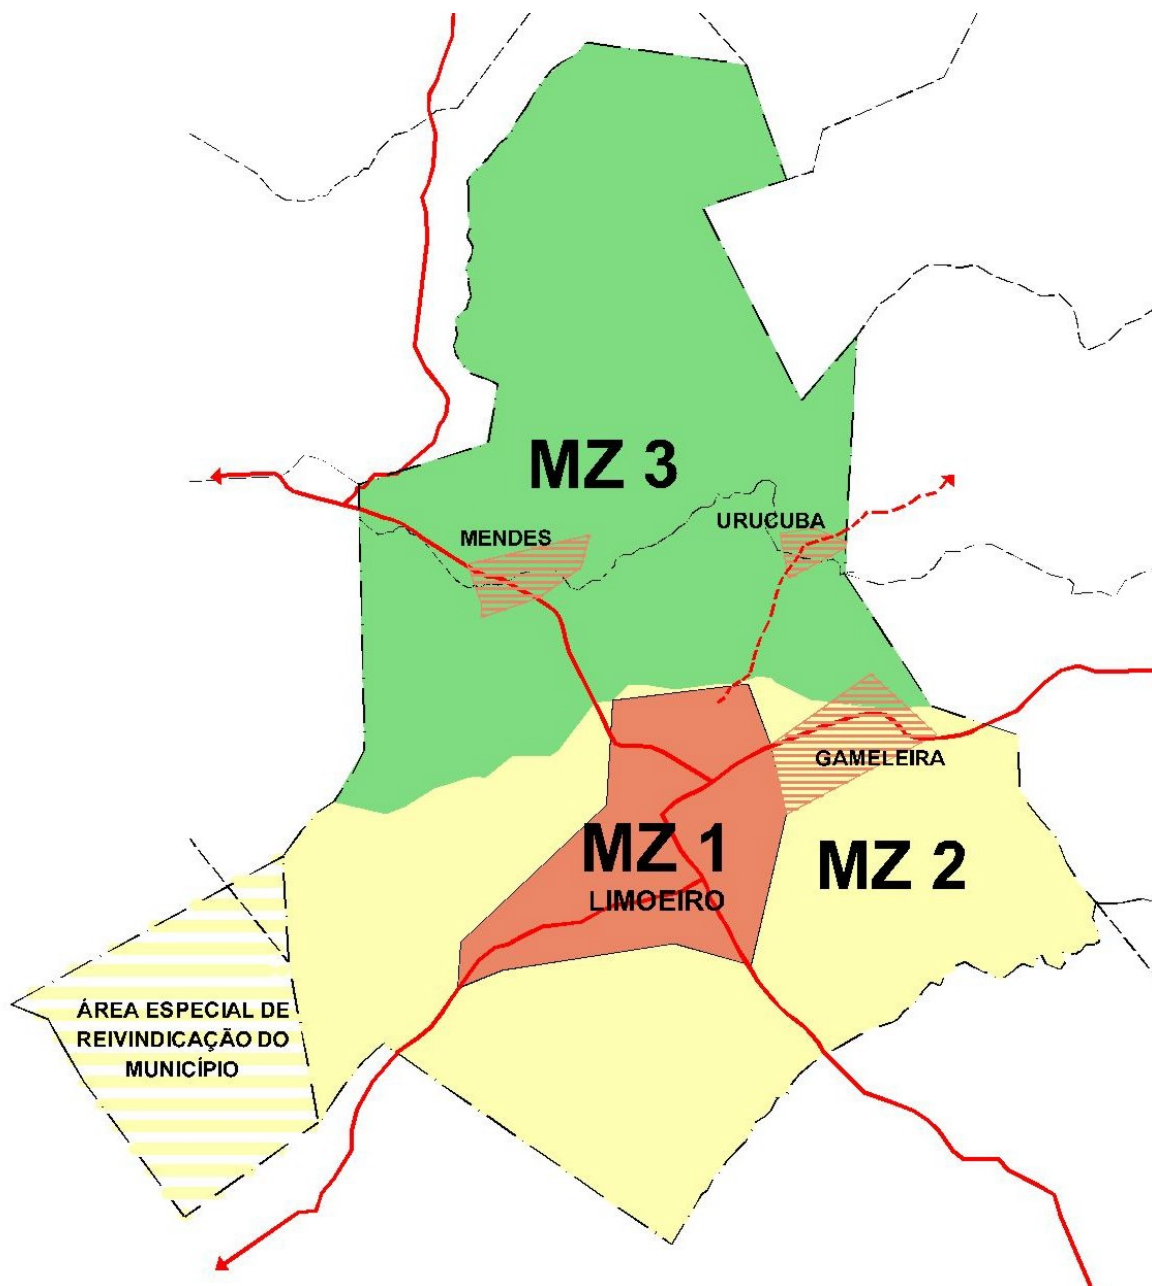 MZ 3
URUCUBA
MENDES
GAMELEIRA
MZ 1
LIMOEIRO
MZ 2
ÁREA ESPECIAL DE
REIVINDICAÇÃO DO
MUNICÍPIO